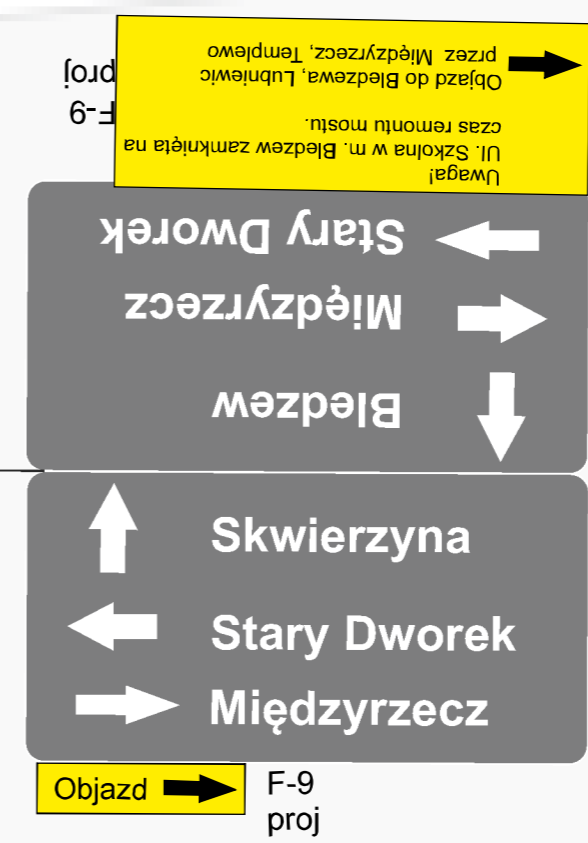 Bledzew
Międzyrzecz
Stary Dworek
Uwaga!
Ul. Szkolna w m. Bledzew zamknięta na
czas remontu mostu.
Objazd do Bledzewa, Lubniewic
przez Międzyrzecz, Templewo
F-9
proj
Skwierzyna
Stary Dworek
Międzyrzecz
Objazd
F-9
proj